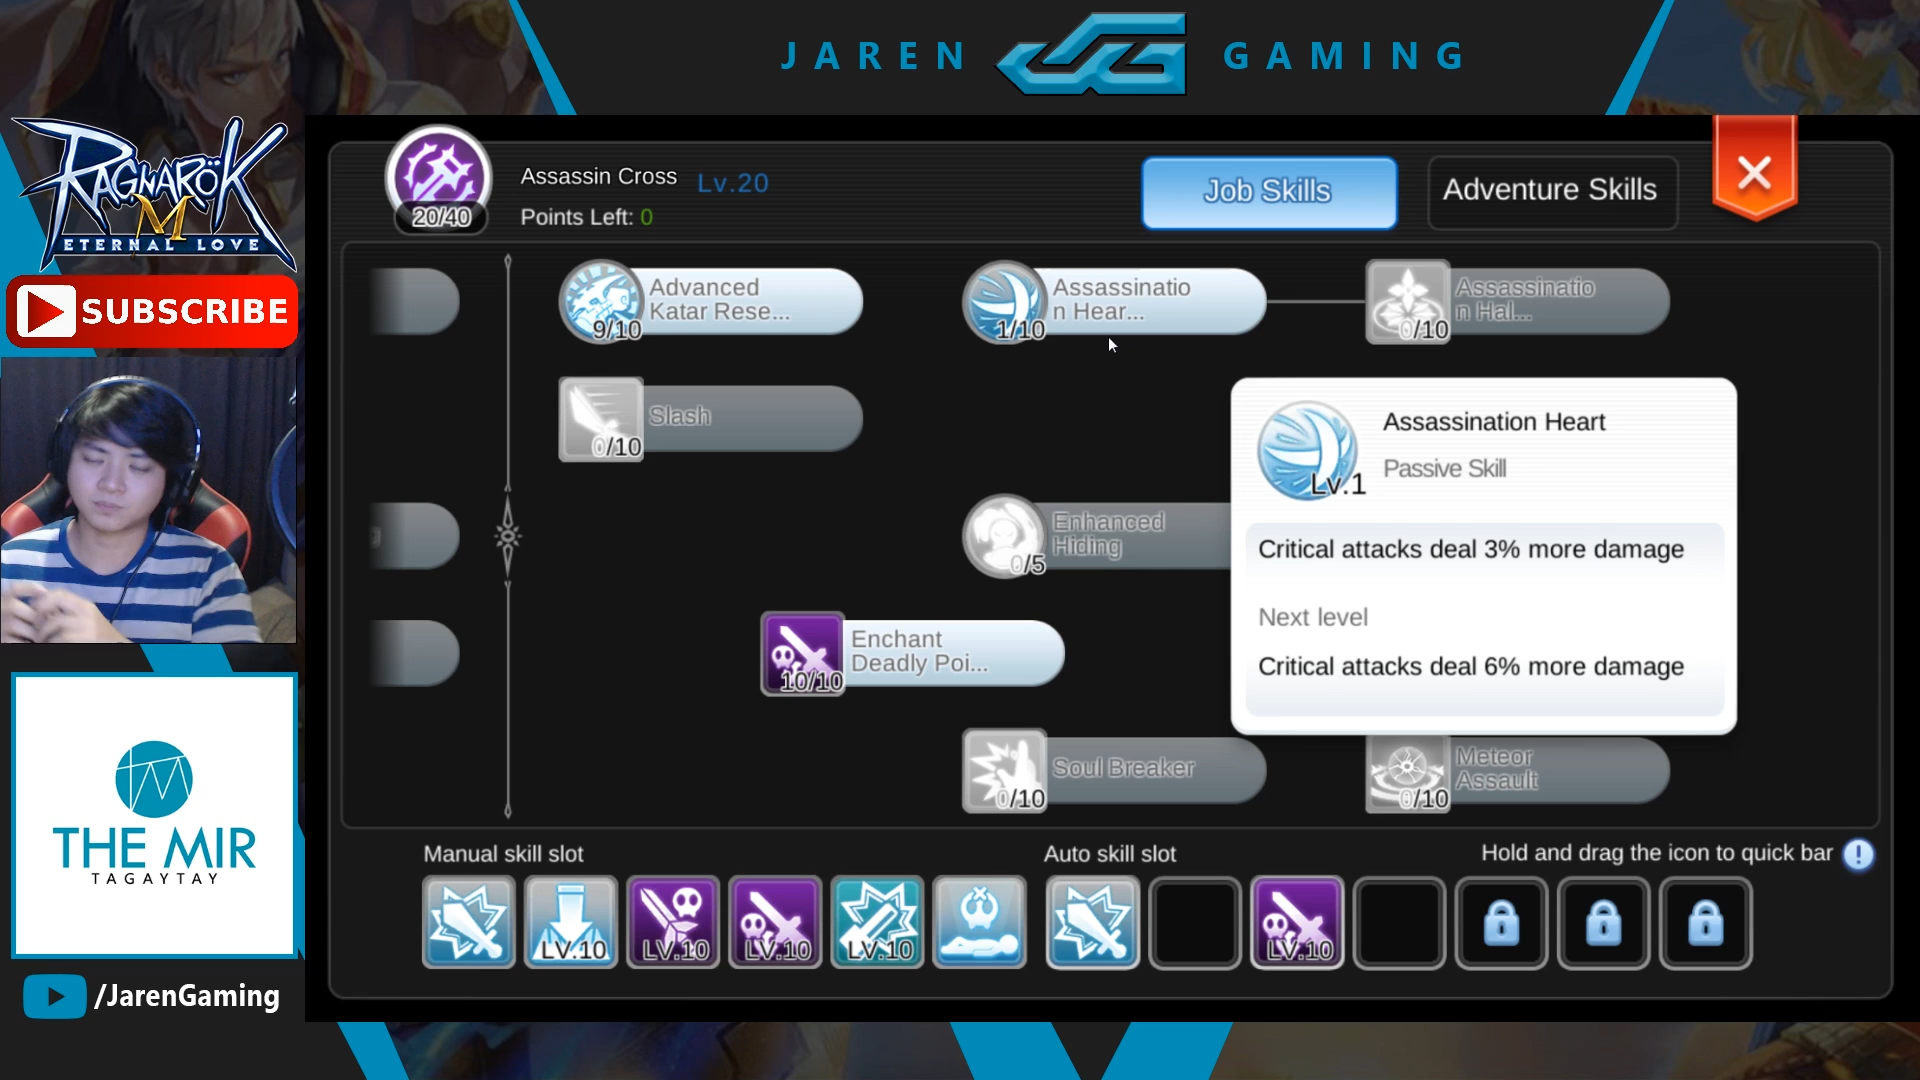 JAREN JG GAMING
RAGNARÖK
M
ETERNAL LOVE
SUBSCRIBE
THE MIR
TAGAYTAY
/JarenGaming
20/40
Assassin Cross Lv.20
Points Left: 0
Job Skills
Adventure Skills
Advanced
Katar Rese...
9/10
Assassinatio
n Hear...
1/10
Assassinatio
n Hal...
0/10
Slash
0/10
g
Enhanced
Hiding
0/5
Enchant
Deadly Poi...
10/10
Soul Breaker
0/10
Meteor
Assault
0/10
Assassination Heart
Lv.1
Passive Skill
Critical attacks deal 3% more damage
Next level
Critical attacks deal 6% more damage
Manual skill slot
Auto skill slot
Hold and drag the icon to quick bar
LV.10
LV.10
LV.10
LV.10
LV.10